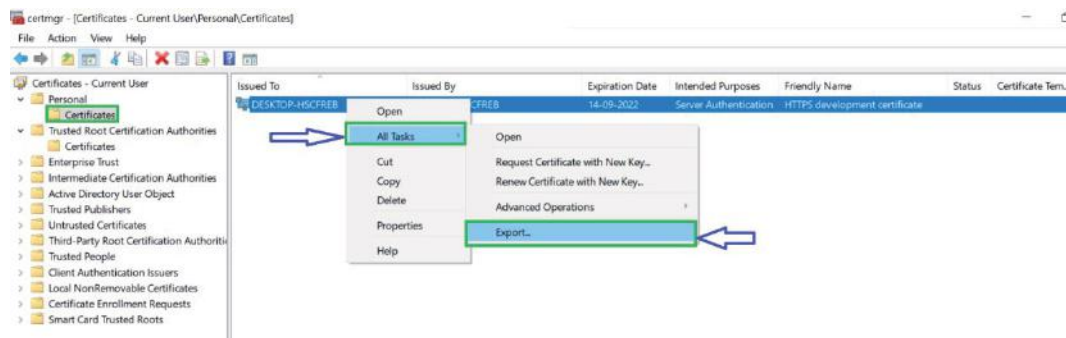 certmgr - [Certificates - Current User\Personal\Certificates]
File Action View Help
Certificates - Current User
Personal
Certificates
Trusted Root Certification Authorities
Certificates
Enterprise Trust
Intermediate Certification Authorities
Active Directory User Object
Trusted Publishers
Untrusted Certificates
Third-Party Root Certification Authoriti
Trusted People
Client Authentication Issuers
Local NonRemovable Certificates
Certificate Enrollment Requests
Smart Card Trusted Roots
Issued To Issued By Expiration Date Intended Purposes Friendly Name Status Certificate Tem.
DESKTOP-HSCFREB CFREB 14-09-2022 Server Authentication HTTPS development certificate
Open
All Tasks
Cut
Copy
Delete
Properties
Help
Open
Request Certificate with New Key...
Renew Certificate with New Key...
Advanced Operations
Export...